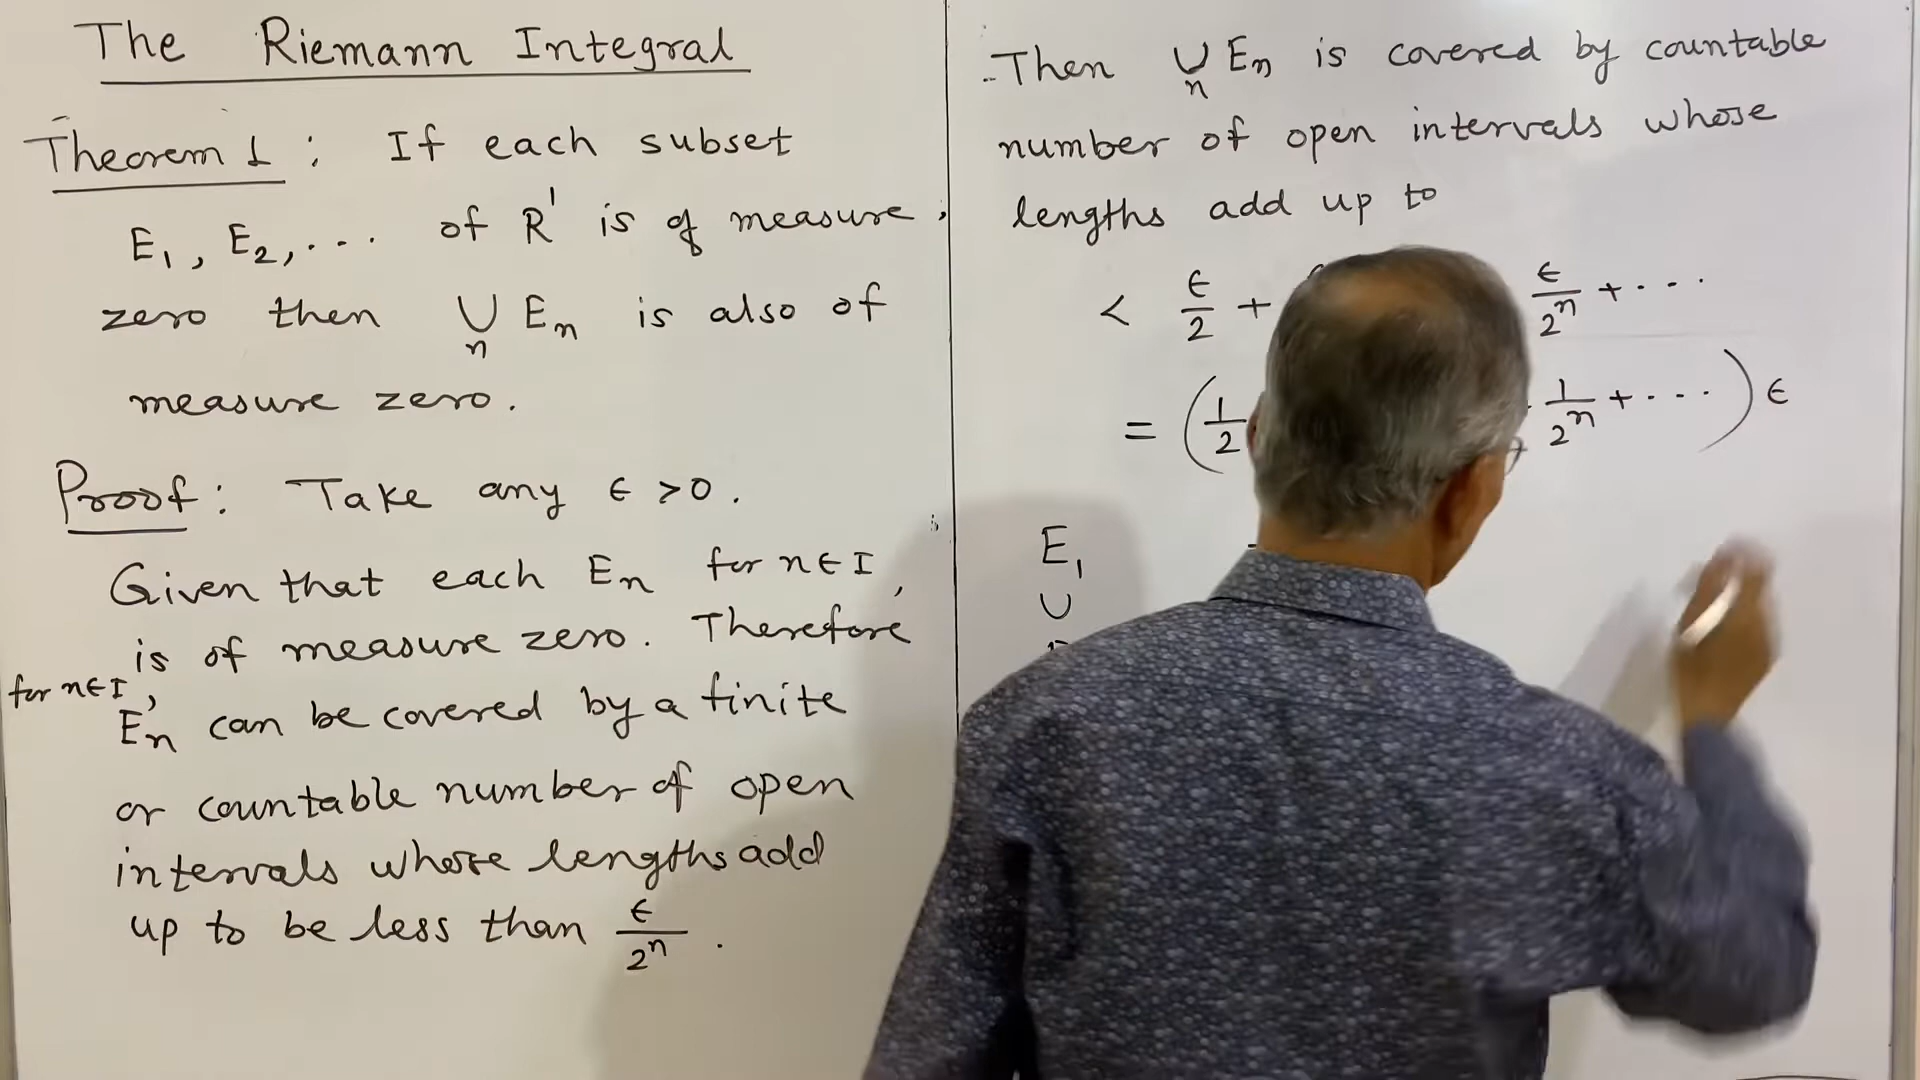 The Riemann Integral
Theorem 1 : If each subset
E₁, E₂, ... of R' is of measure
zero then ∪ Eₙ is also of
n
measure zero.
Proof : Take any ϵ > 0 .
Given that each Eₙ for n ∈ I ,
is of measure zero. Therefore
for n ∈ I ,
Eₙ can be covered by a finite
or countable number of open
intervals whose lengths add
up to be less than ϵ/2ⁿ .
Then ∪ Eₙ is covered by countable
n
number of open intervals whose
lengths add up to
< ϵ/2 + ϵ/2ⁿ + ...
= ( 1/2 1/2ⁿ + ... ) ϵ
E₁
∪